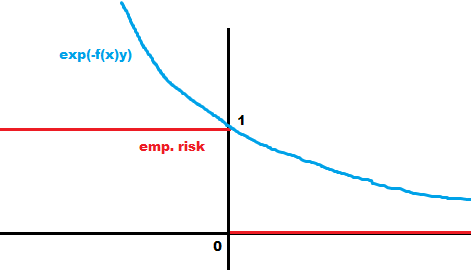 exp(-f(x)y)
1
emp. risk
0